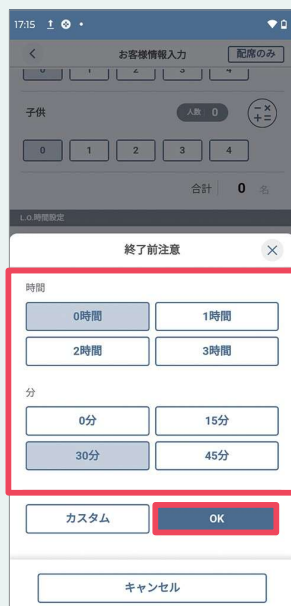 17:15
お客様情報入力
配席のみ
0 1 2 3 4
子供
人数 0
0 1 2 3 4
合計 0 名
L.O.時間設定
終了前注意
時間
0時間 1時間
2時間 3時間
分
0分 15分
30分 45分
カスタム OK
キャンセル